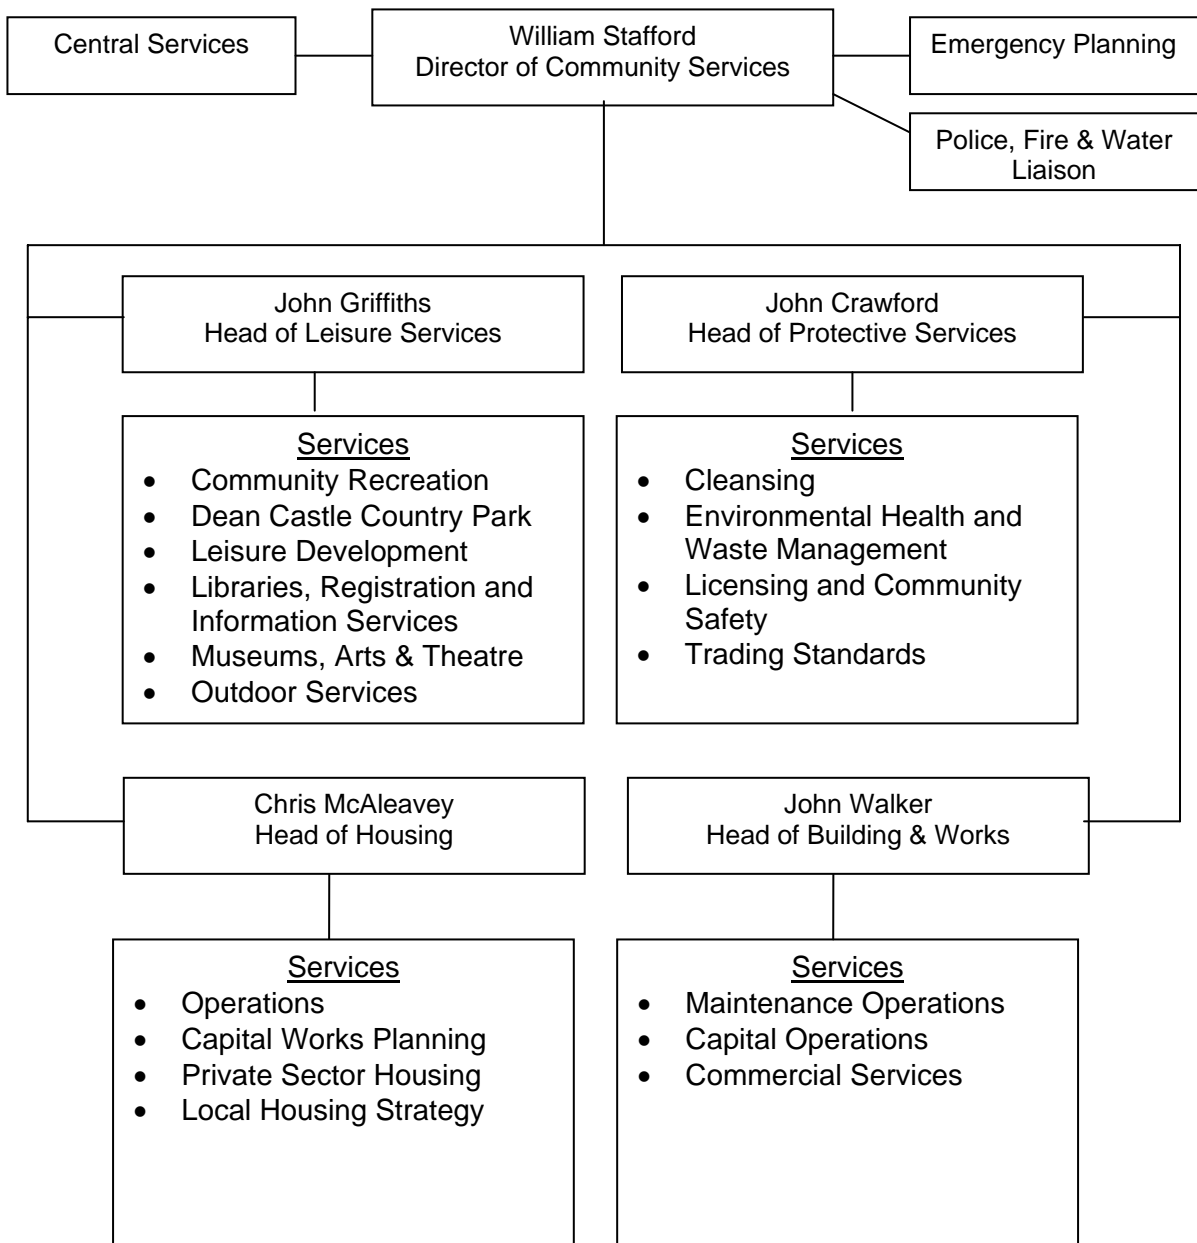 Central Services
William Stafford
Director of Community Services
Emergency Planning
Police, Fire & Water
Liaison
John Griffiths
Head of Leisure Services
John Crawford
Head of Protective Services
Services
• Community Recreation
• Dean Castle Country Park
• Leisure Development
• Libraries, Registration and
Information Services
• Museums, Arts & Theatre
• Outdoor Services
Services
• Cleansing
• Environmental Health and
Waste Management
• Licensing and Community
Safety
• Trading Standards
Chris McAleavey
Head of Housing
John Walker
Head of Building & Works
Services
• Operations
• Capital Works Planning
• Private Sector Housing
• Local Housing Strategy
Services
• Maintenance Operations
• Capital Operations
• Commercial Services